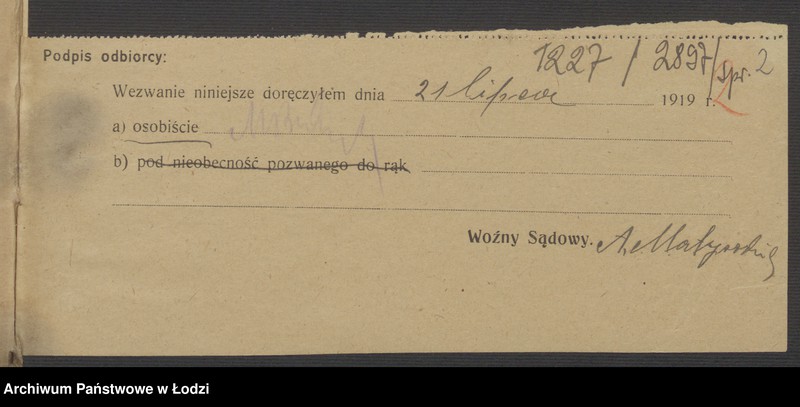 Podpis odbiorcy:
1227 / 2897/ spr. 2
2
Wezwanie niniejsze doręczyłem dnia 21 lipca 1919 r.
a) osobiście
b) pod nieobecność pozwanego do rąk
Woźny Sądowy.
Archiwum Państwowe w Łodzi